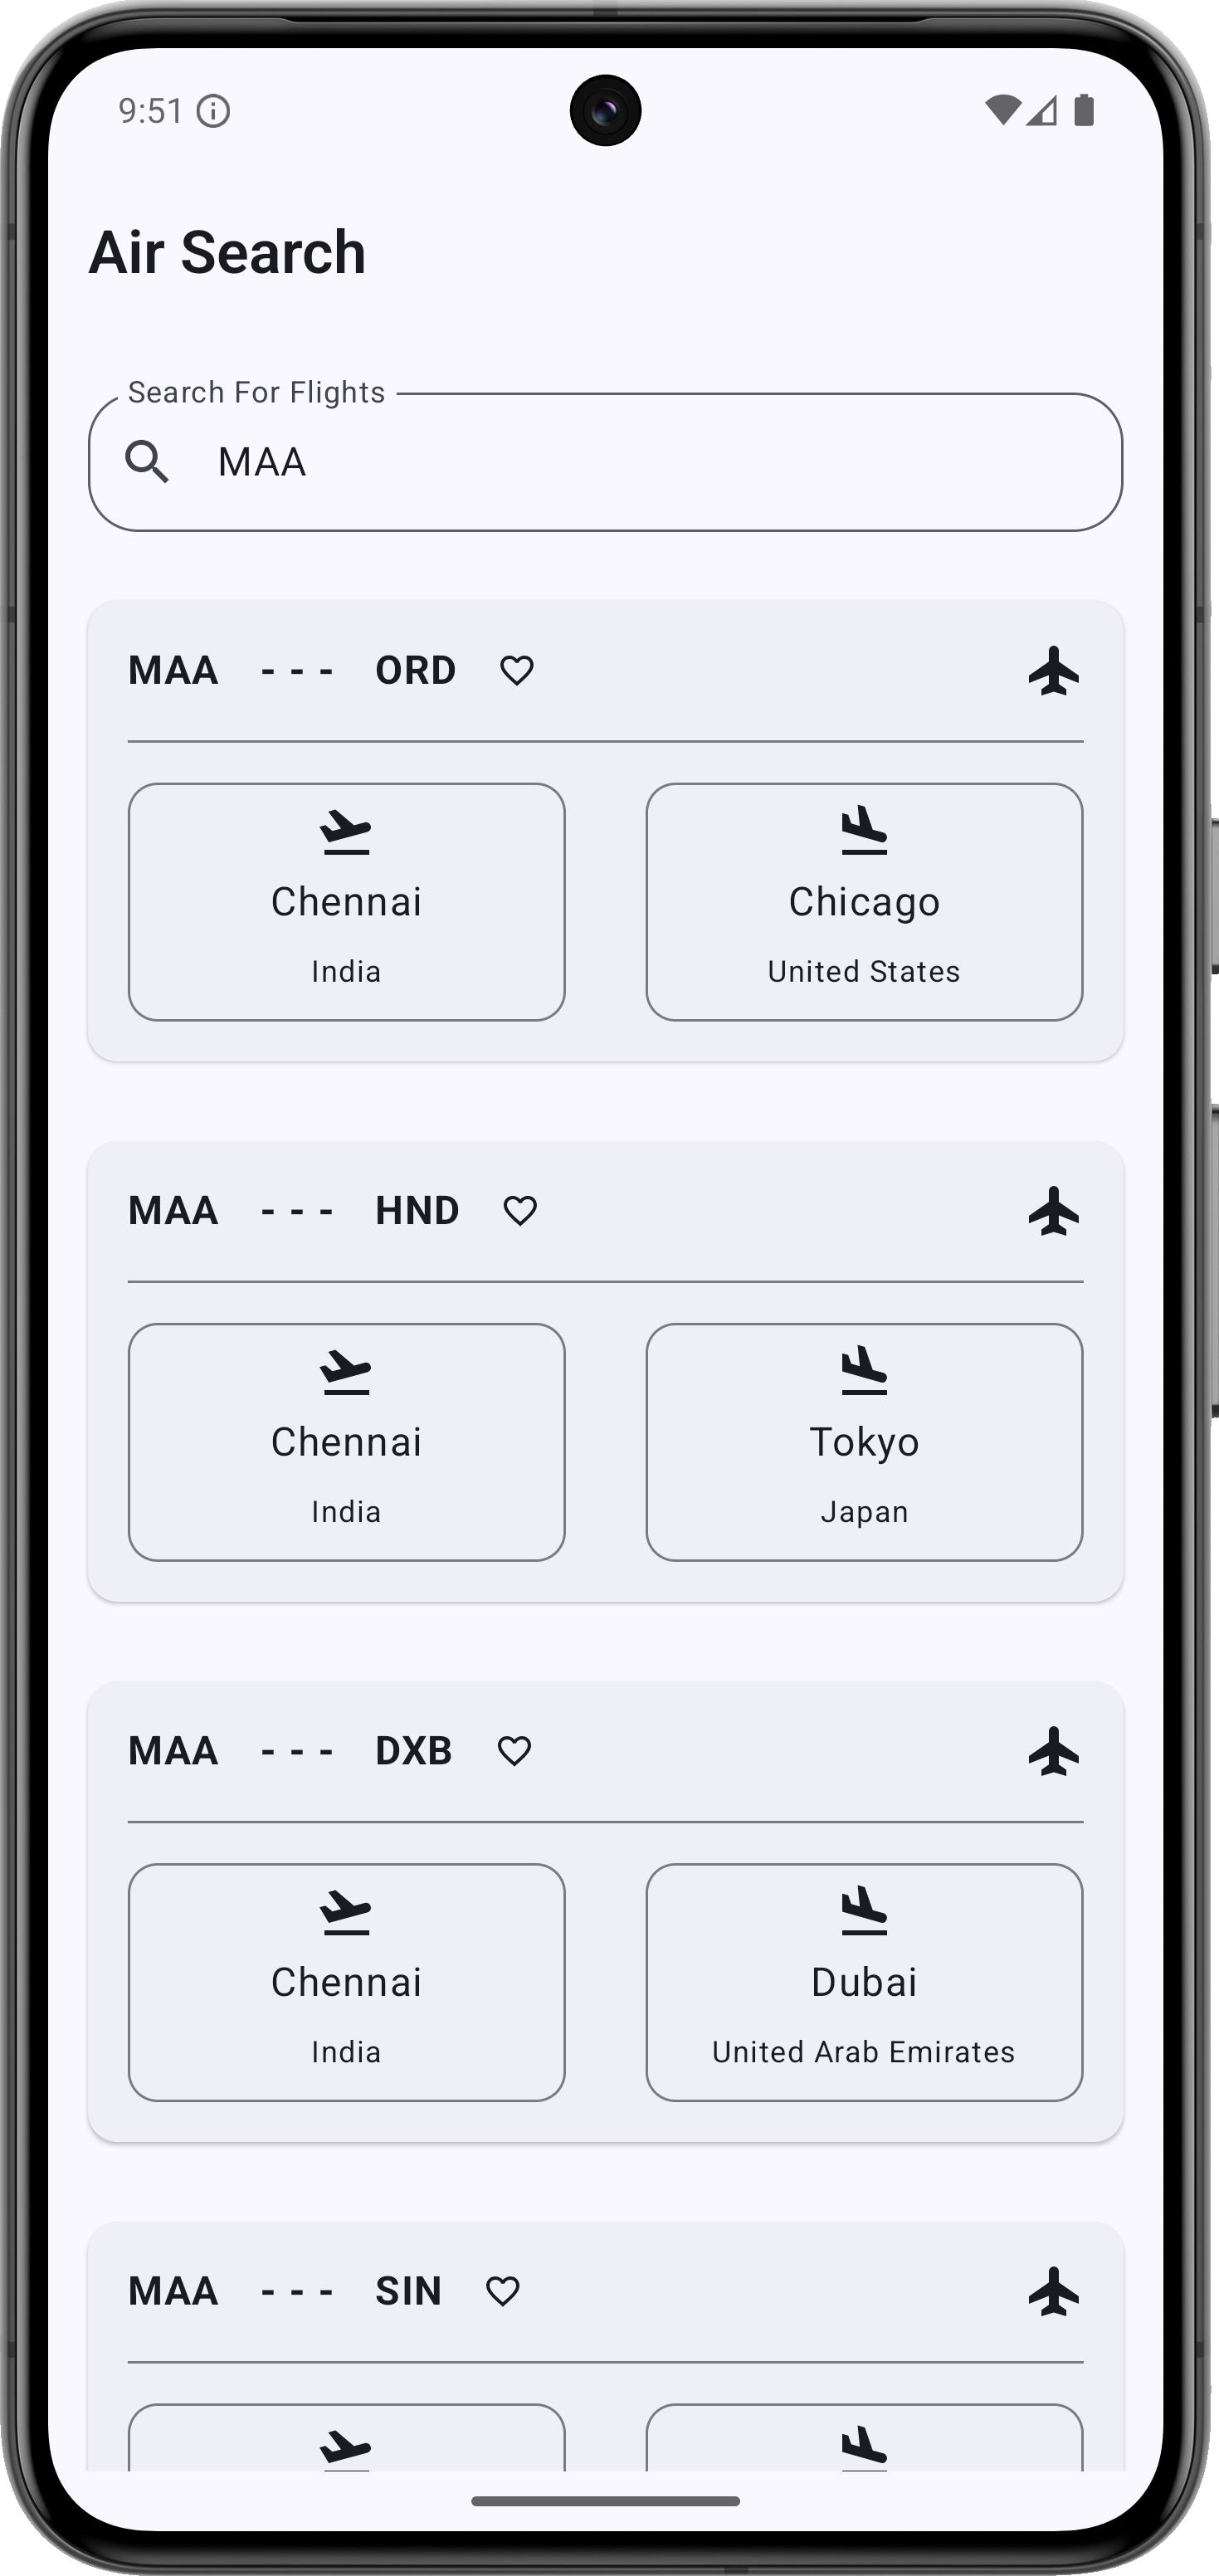 9:51
Air Search
Search For Flights
MAA
MAA - - - ORD
Chennai Chicago
India United States
MAA - - - HND
Chennai Tokyo
India Japan
MAA - - - DXB
Chennai Dubai
India United Arab Emirates
MAA - - - SIN